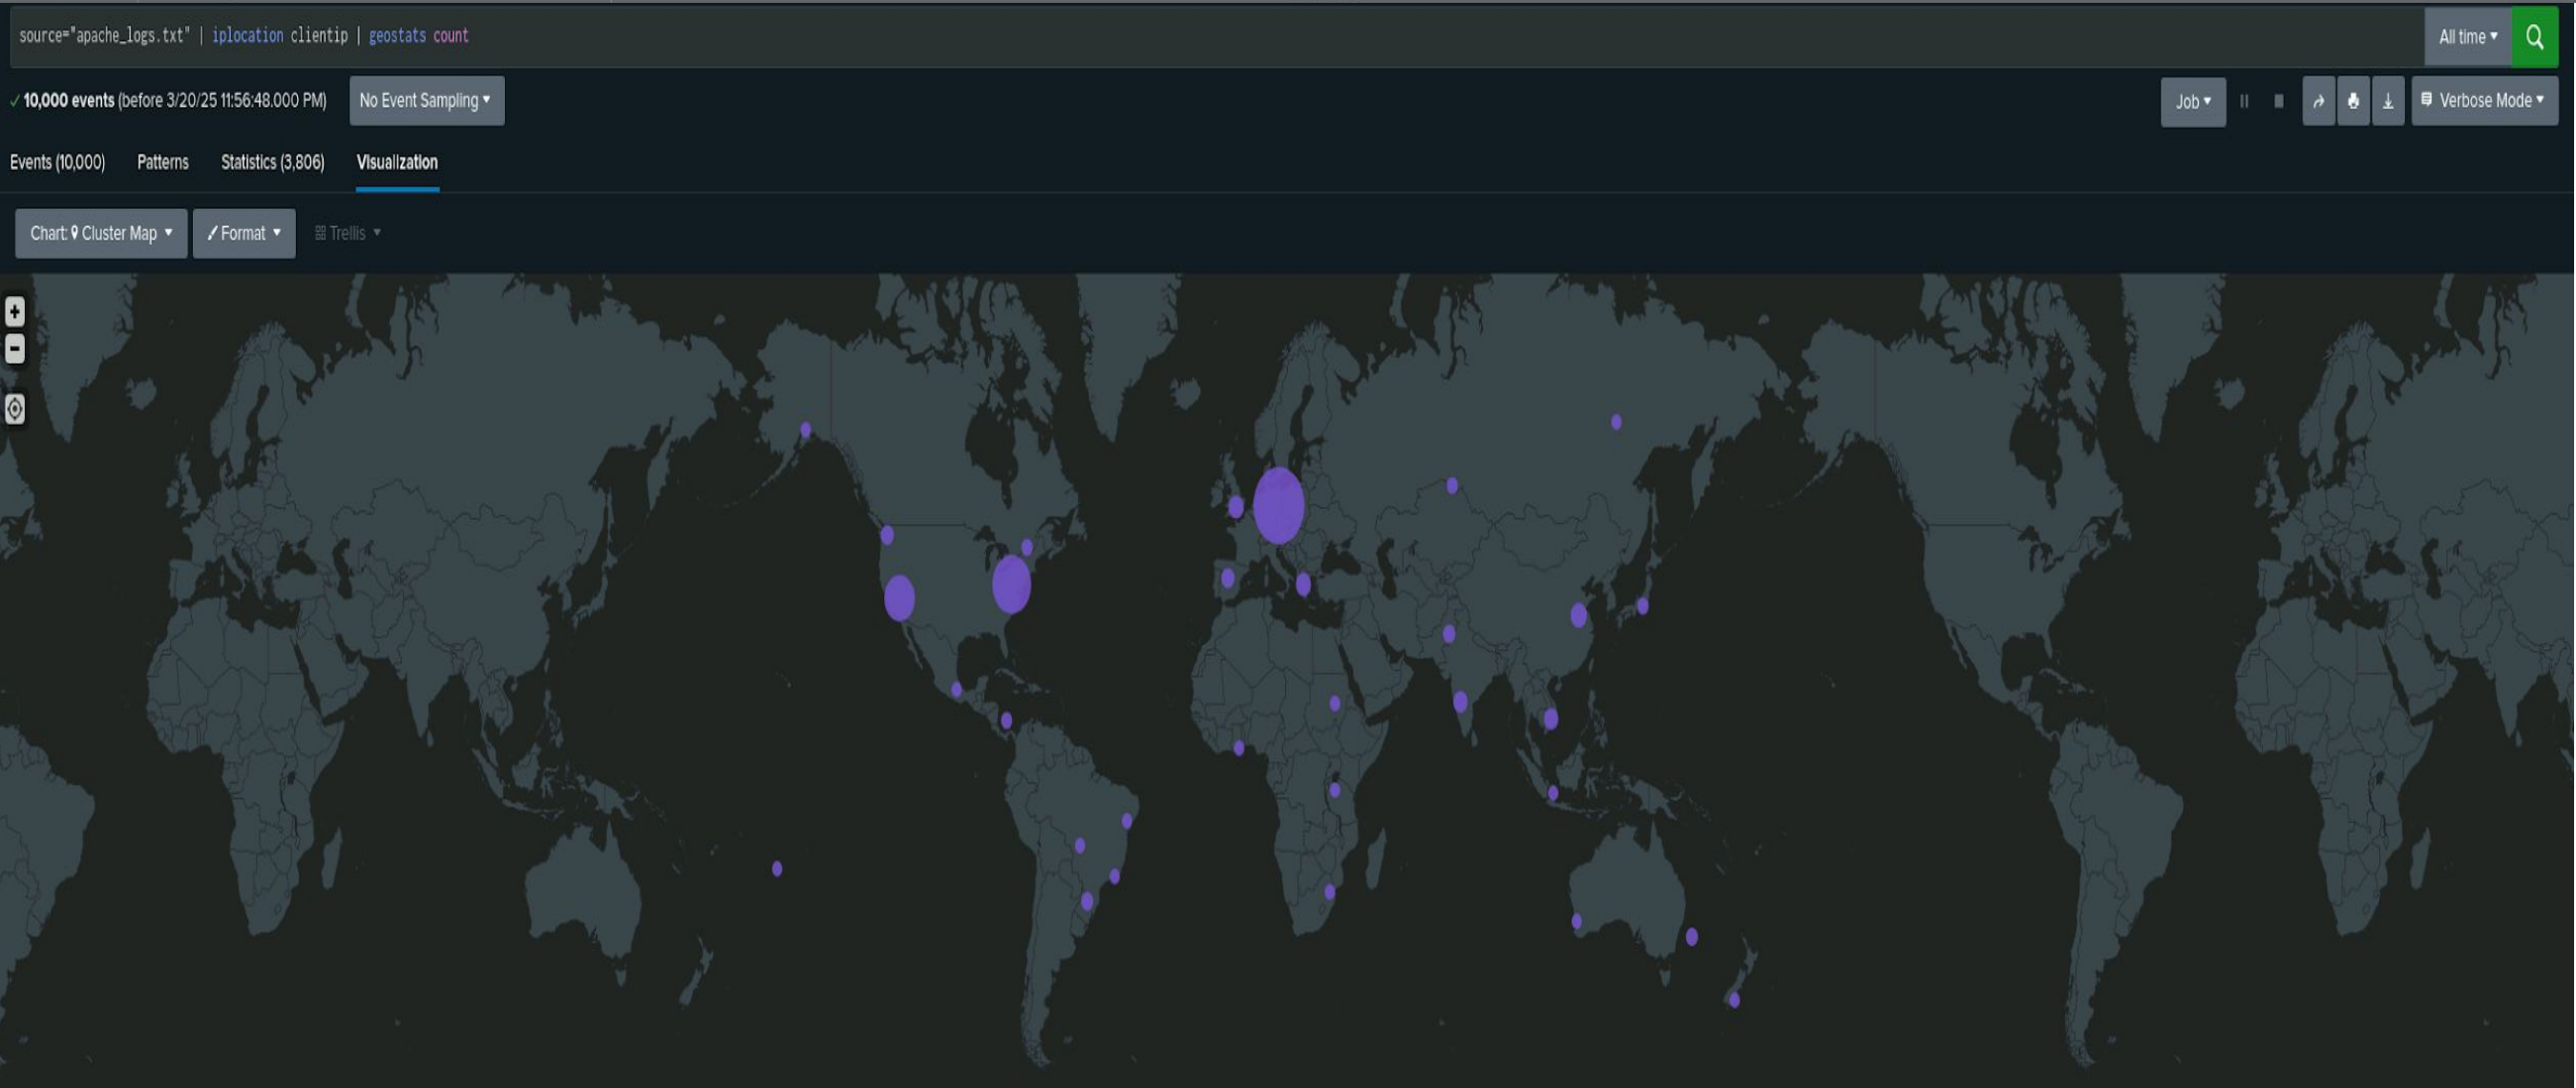 source="apache_logs.txt" | iplocation clientip | geostats count
All time
✓ 10,000 events (before 3/20/25 11:56:48.000 PM)
No Event Sampling
Job
Verbose Mode
Events (10,000)
Patterns
Statistics (3,806)
Visualization
Chart: Cluster Map
Format
Trellis
+
-